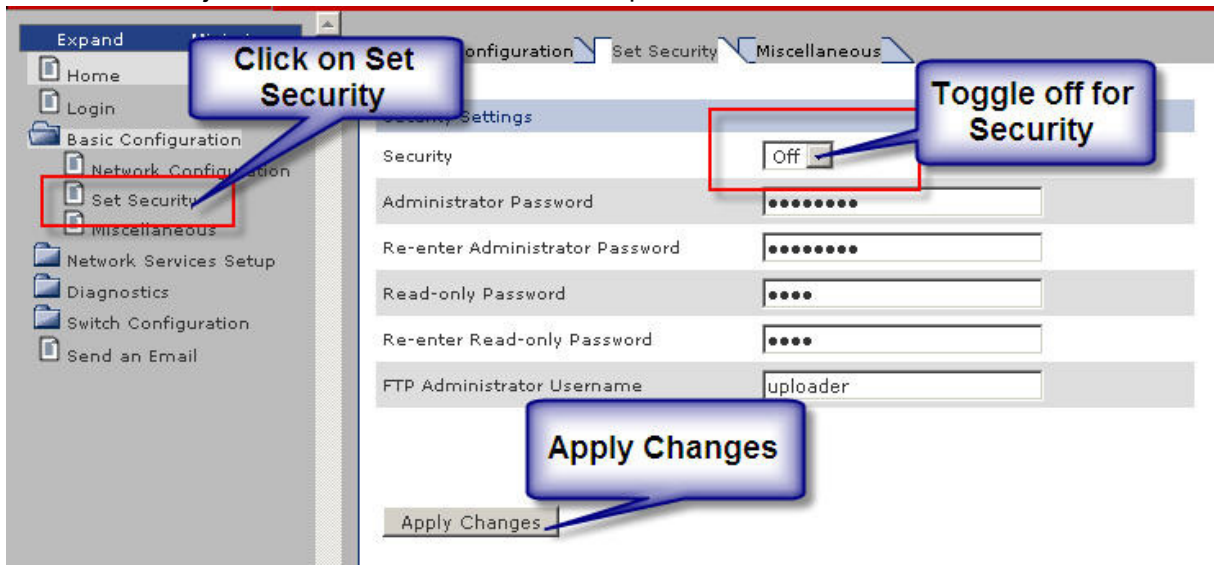 Expand
Home
Login
Basic Configuration
Network Configuration
Set Security
Miscellaneous
Network Services Setup
Diagnostics
Switch Configuration
Send an Email
Click on Set
Security
Set Security
Miscellaneous
Toggle off for
Security
Settings
Security
Off
Administrator Password
Re-enter Administrator Password
Read-only Password
Re-enter Read-only Password
FTP Administrator Username
uploader
Apply Changes
Apply Changes